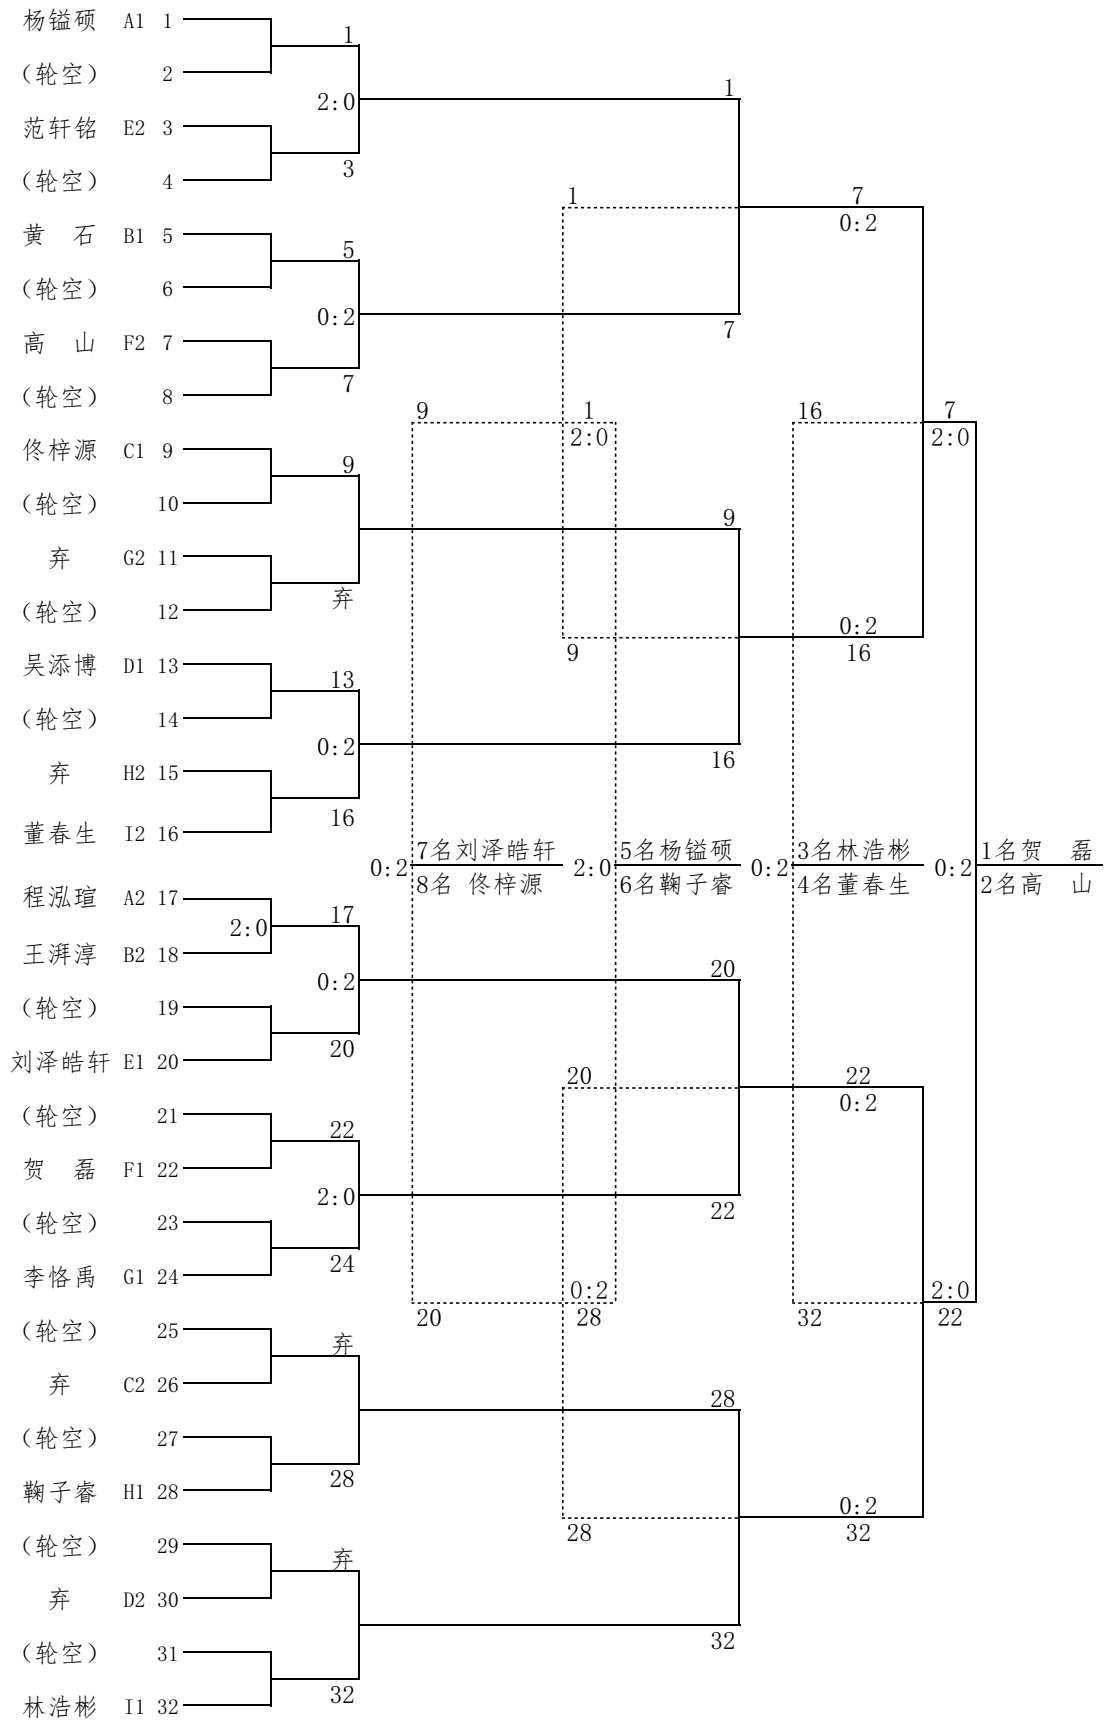 杨镒硕 A1 1
1
（轮空） 2
1
2:0
范轩铭 E2 3
3
（轮空） 4
1
7
0:2
黄 石 B1 5
5
（轮空） 6
0:2
7
高 山 F2 7
7
（轮空） 8
9
1
16
7
2:0
2:0
佟梓源 C1 9
9
（轮空） 10
9
弃 G2 11
弃
（轮空） 12
0:2
9
16
吴添博 D1 13
13
（轮空） 14
0:2
16
弃 H2 15
16
董春生 I2 16
7名刘泽皓轩
5名杨镒硕
3名林浩彬
1名贺 磊
0:2
2:0
0:2
0:2
8名 佟梓源
6名鞠子睿
4名董春生
2名高 山
程泓瑄 A2 17
17
2:0
王湃淳 B2 18
20
0:2
（轮空） 19
20
刘泽皓轩 E1 20
20
22
0:2
（轮空） 21
22
贺 磊 F1 22
2:0
22
（轮空） 23
24
李恪禹 G1 24
0:2
2:0
20
28
32
22
（轮空） 25
弃
弃 C2 26
28
（轮空） 27
28
鞠子睿 H1 28
0:2
28
32
（轮空） 29
弃
弃 D2 30
32
（轮空） 31
32
林浩彬 I1 32